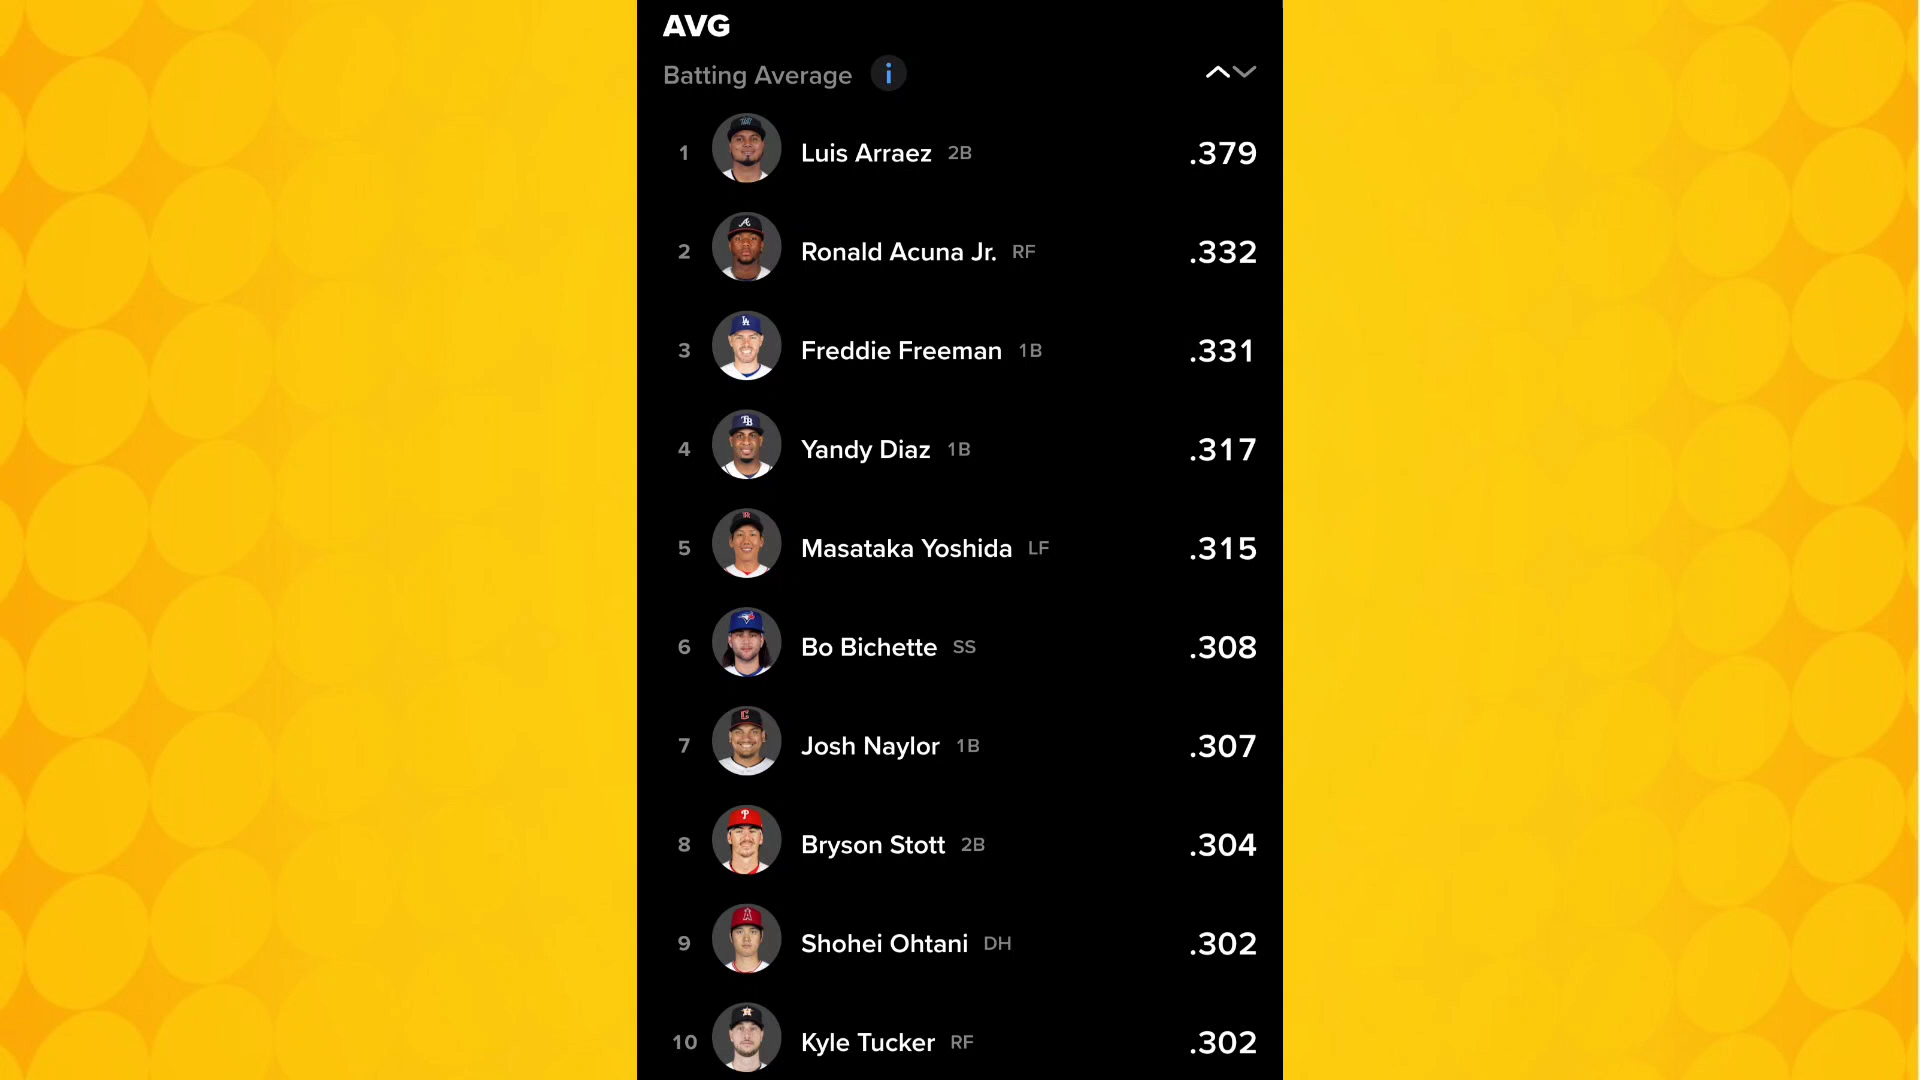 AVG
Batting Average i
1 Luis Arraez 2B .379
2 Ronald Acuna Jr. RF .332
3 Freddie Freeman 1B .331
4 Yandy Diaz 1B .317
5 Masataka Yoshida LF .315
6 Bo Bichette SS .308
7 Josh Naylor 1B .307
8 Bryson Stott 2B .304
9 Shohei Ohtani DH .302
10 Kyle Tucker RF .302